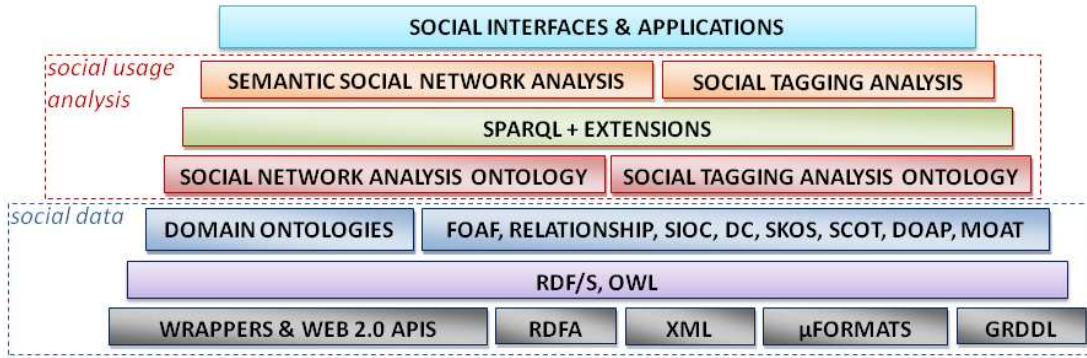 SOCIAL INTERFACES & APPLICATIONS
social usage
analysis
SEMANTIC SOCIAL NETWORK ANALYSIS
SOCIAL TAGGING ANALYSIS
SPARQL + EXTENSIONS
SOCIAL NETWORK ANALYSIS ONTOLOGY
SOCIAL TAGGING ANALYSIS ONTOLOGY
social data
DOMAIN ONTOLOGIES
FOAF, RELATIONSHIP, SIOC, DC, SKOS, SCOT, DOAP, MOAT
RDF/S, OWL
WRAPPERS & WEB 2.0 APIS
RDFA
XML
µFORMATS
GRDDL